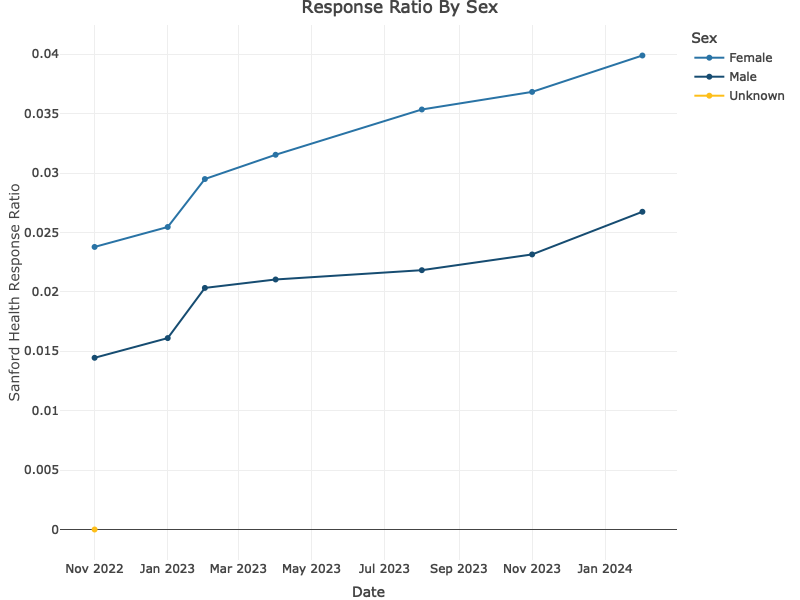 Response Ratio By Sex
Sex
Female
Male
Unknown
Sanford Health Response Ratio
0.04
0.035
0.03
0.025
0.02
0.015
0.01
0.005
0
Nov 2022 Jan 2023 Mar 2023 May 2023 Jul 2023 Sep 2023 Nov 2023 Jan 2024
Date